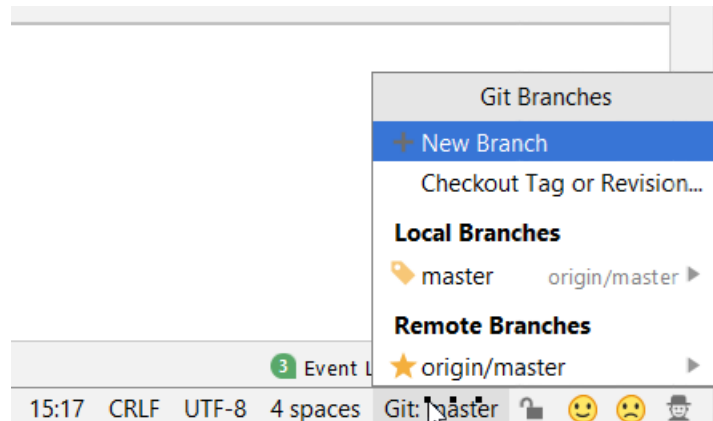 Git Branches
New Branch
Checkout Tag or Revision...
Local Branches
master origin/master
Remote Branches
origin/master
3 Event
15:17 CRLF UTF-8 4 spaces Git: master